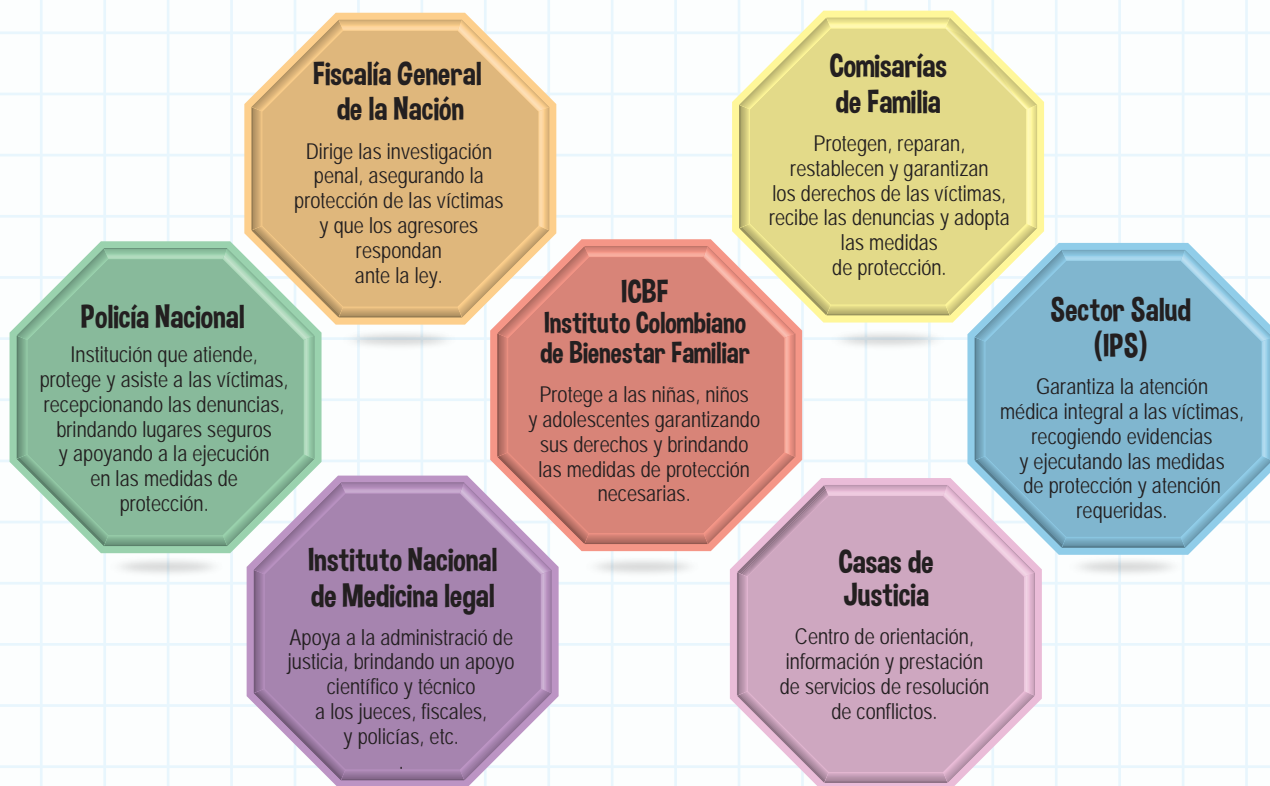 Fiscalía General
de la Nación
Dirige las investigación
penal, asegurando la
protección de las víctimas
y que los agresores
respondan
ante la ley.
Comisarías
de Familia
Protegen, reparan,
restablecen y garantizan
los derechos de las víctimas,
recibe las denuncias y adopta
las medidas
de protección.
Policía Nacional
Institución que atiende,
protege y asiste a las víctimas,
recepcionando las denuncias,
brindando lugares seguros
y apoyando a la ejecución
en las medidas de
protección.
ICBF
Instituto Colombiano
de Bienestar Familiar
Protege a las niñas, niños
y adolescentes garantizando
sus derechos y brindando
las medidas de protección
necesarias.
Sector Salud
(IPS)
Garantiza la atención
médica integral a las víctimas,
recogiendo evidencias
y ejecutando las medidas
de protección y atención
requeridas.
Instituto Nacional
de Medicina legal
Apoya a la administració de
justicia, brindando un apoyo
científico y técnico
a los jueces, fiscales,
y policías, etc.
.
Casas de
Justicia
Centro de orientación,
información y prestación
de servicios de resolución
de conflictos.